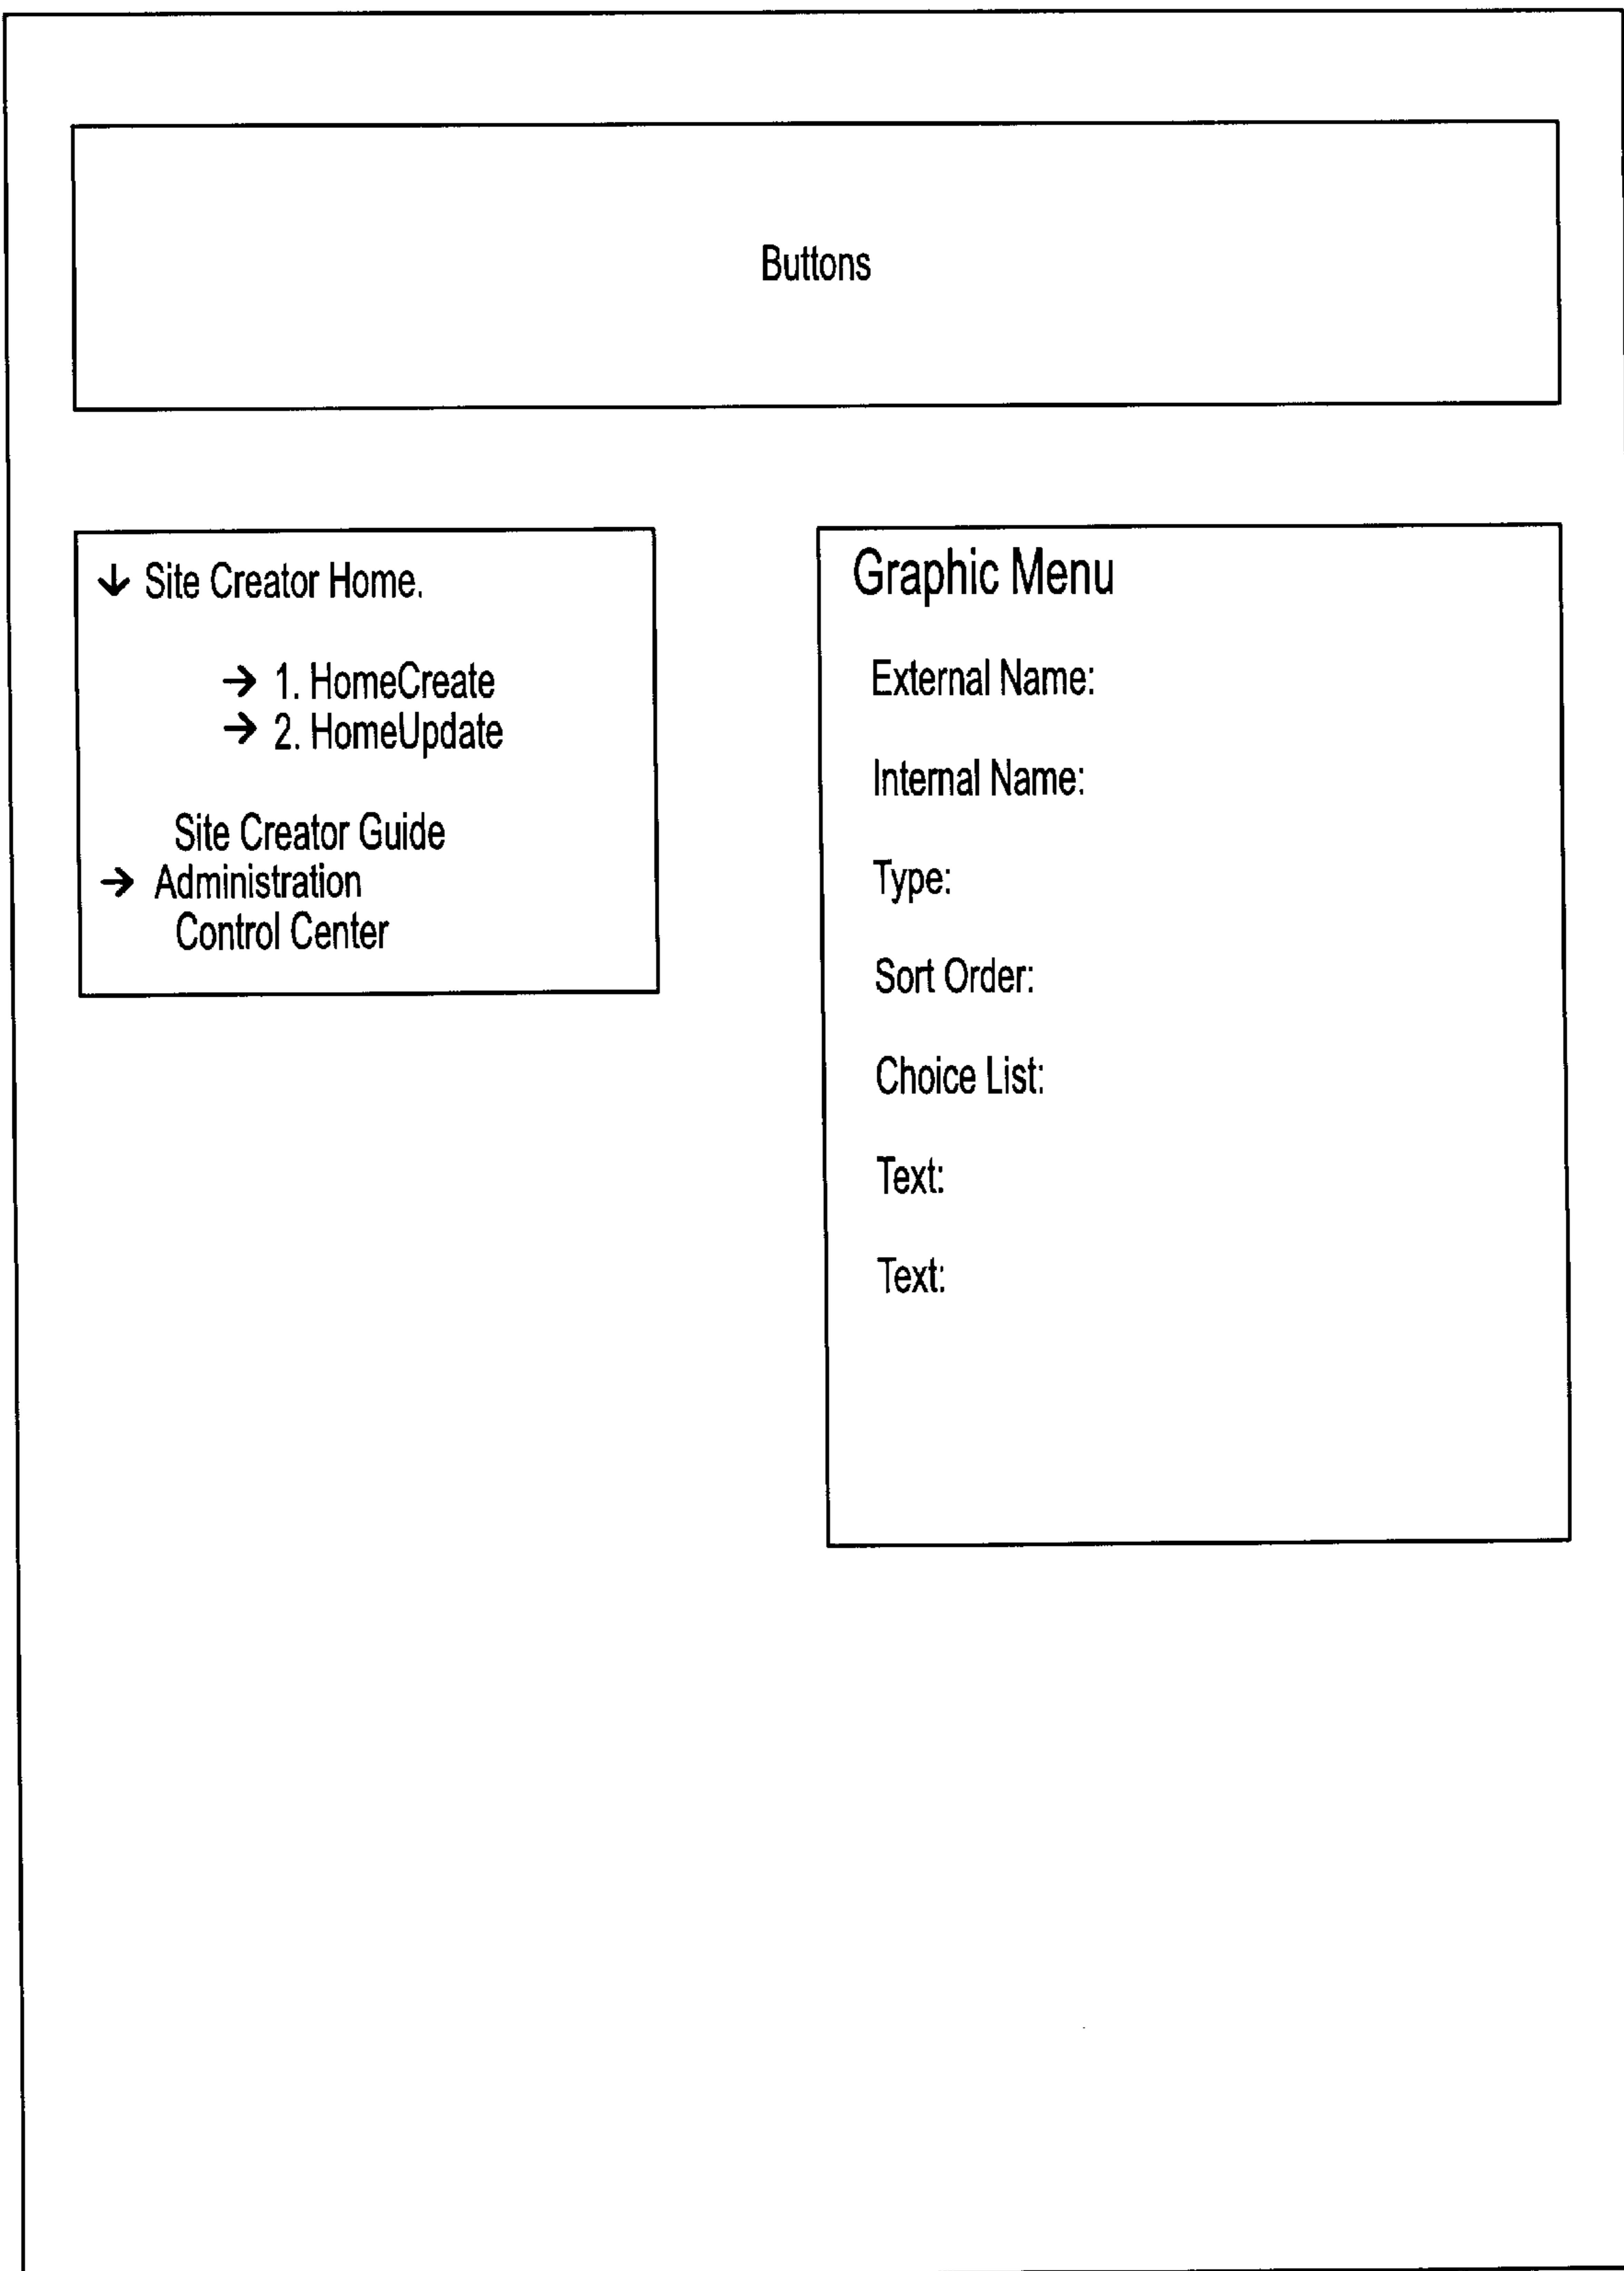 Buttons
↓ Site Creator Home.
→ 1. HomeCreate
→ 2. HomeUpdate
Site Creator Guide
→ Administration
Control Center
Graphic Menu
External Name:
Internal Name:
Type:
Sort Order:
Choice List:
Text:
Text: